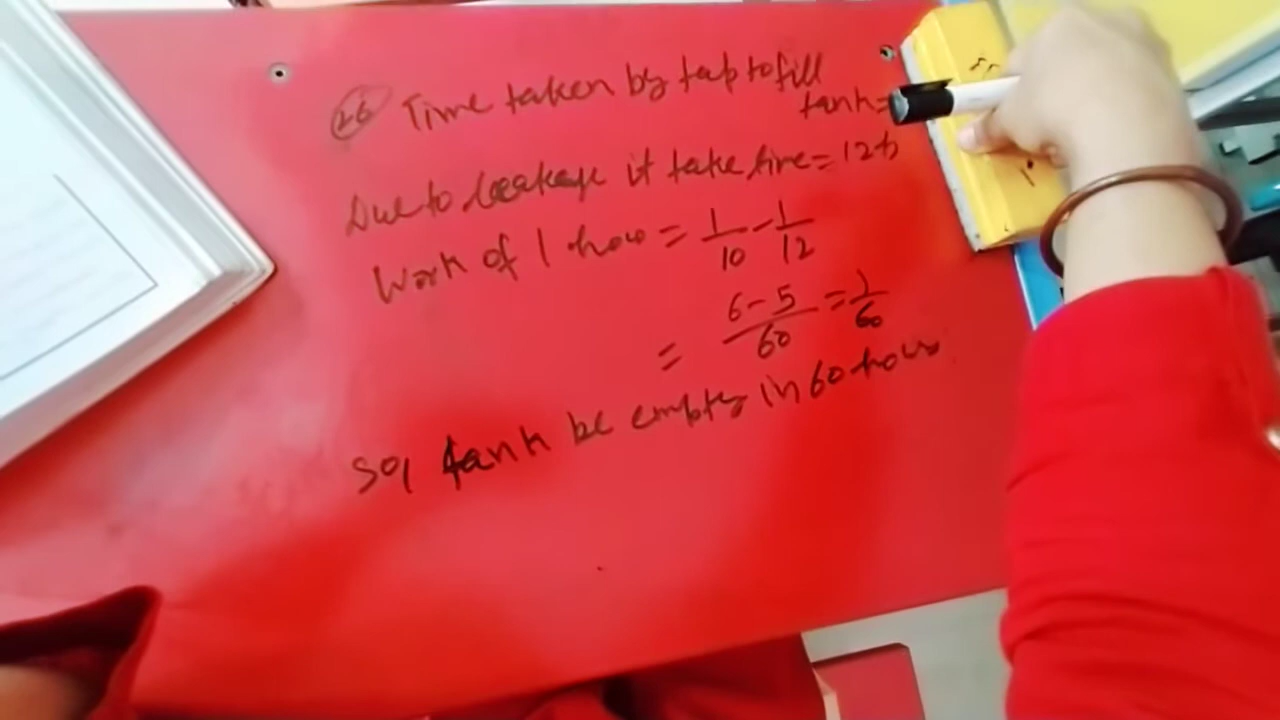 26 Time taken by tap to fill
tank=
Due to leakage it take time = 12h
Work of 1 hour = 1/10 - 1/12
= 6-5/60 = 1/60
So, tank be empty in 60 hour